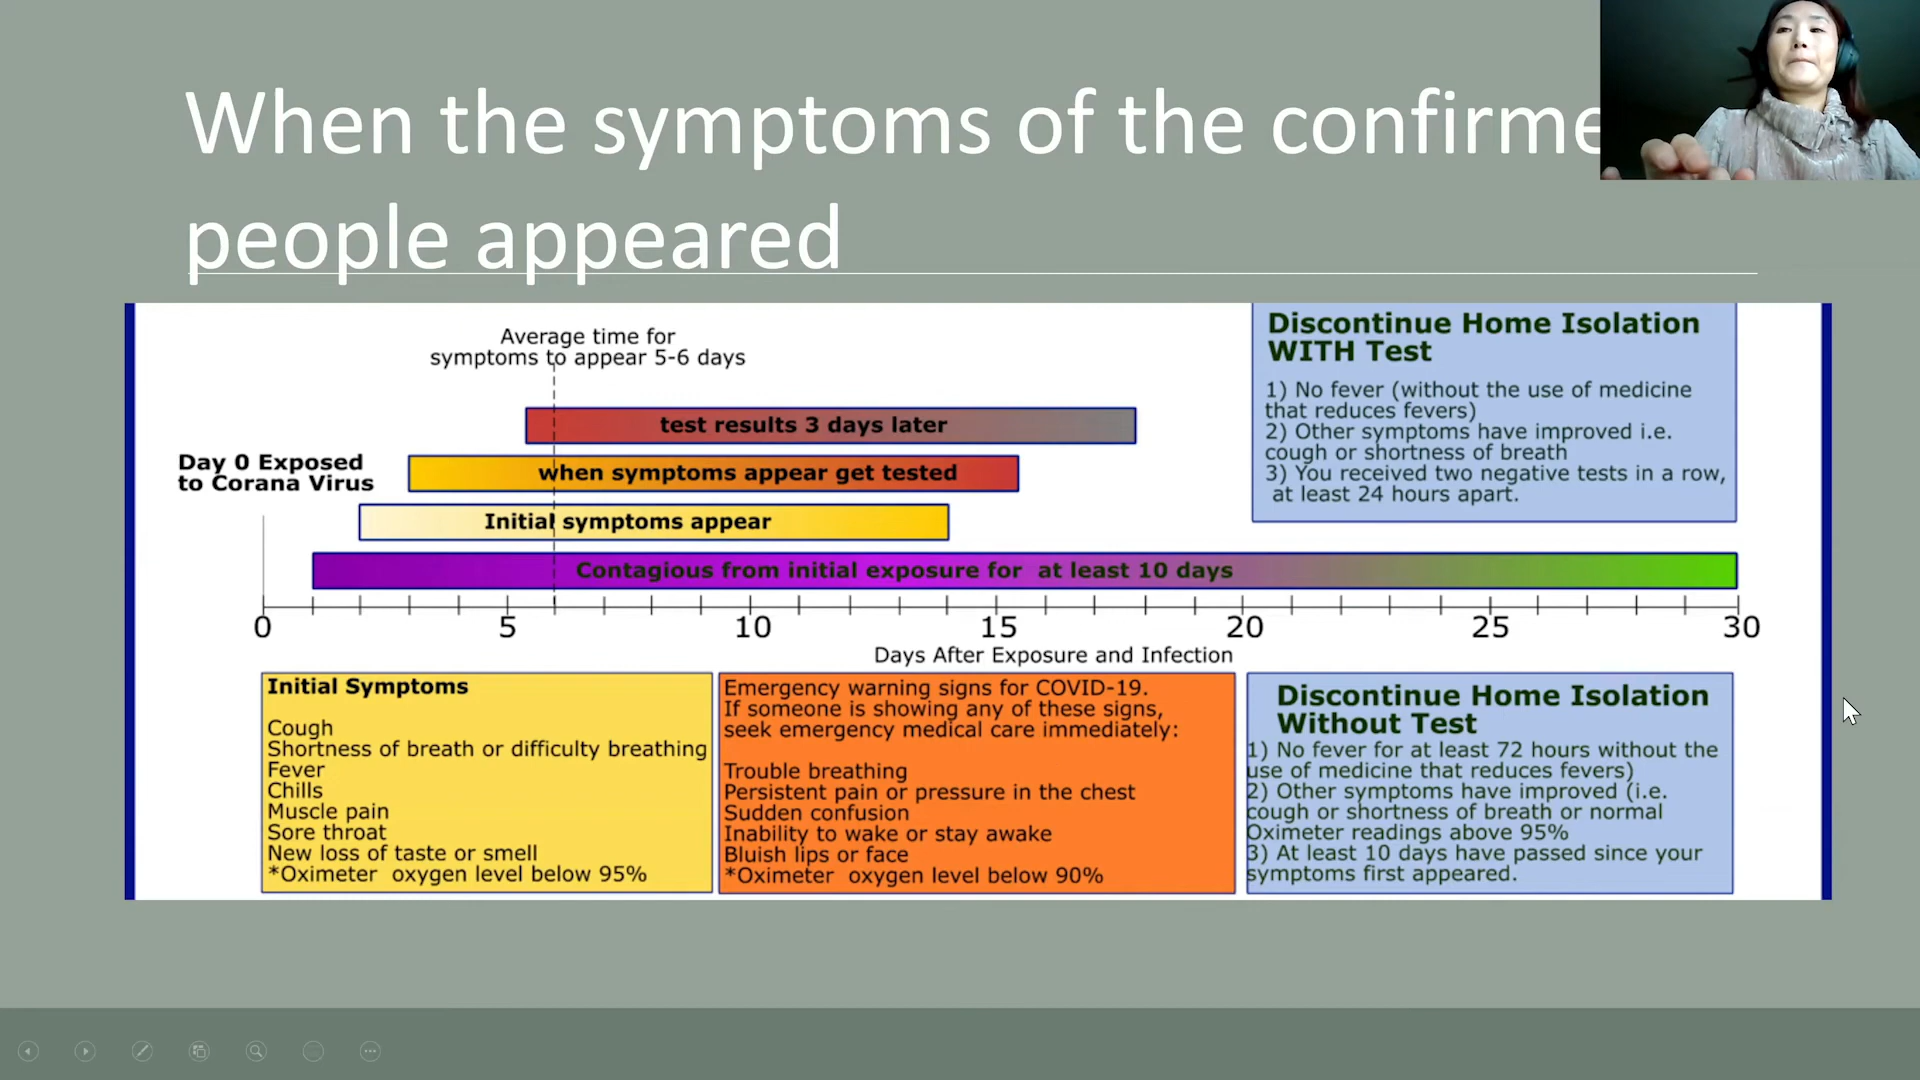 When the symptoms of the confirme
people appeared
Average time for
symptoms to appear 5-6 days
test results 3 days later
when symptoms appear get tested
Day 0 Exposed
to Corana Virus
Initial symptoms appear
Contagious from initial exposure for at least 10 days
0 5 10 15 20 25 30
Days After Exposure and Infection
Discontinue Home Isolation
WITH Test
1) No fever (without the use of medicine
that reduces fevers)
2) Other symptoms have improved i.e.
cough or shortness of breath
3) You received two negative tests in a row,
at least 24 hours apart.
Initial Symptoms
Cough
Shortness of breath or difficulty breathing
Fever
Chills
Muscle pain
Sore throat
New loss of taste or smell
*Oximeter oxygen level below 95%
Emergency warning signs for COVID-19.
If someone is showing any of these signs,
seek emergency medical care immediately:
Trouble breathing
Persistent pain or pressure in the chest
Sudden confusion
Inability to wake or stay awake
Bluish lips or face
*Oximeter oxygen level below 90%
Discontinue Home Isolation
Without Test
1) No fever for at least 72 hours without the
use of medicine that reduces fevers)
2) Other symptoms have improved (i.e.
cough or shortness of breath or normal
Oximeter readings above 95%
3) At least 10 days have passed since your
symptoms first appeared.